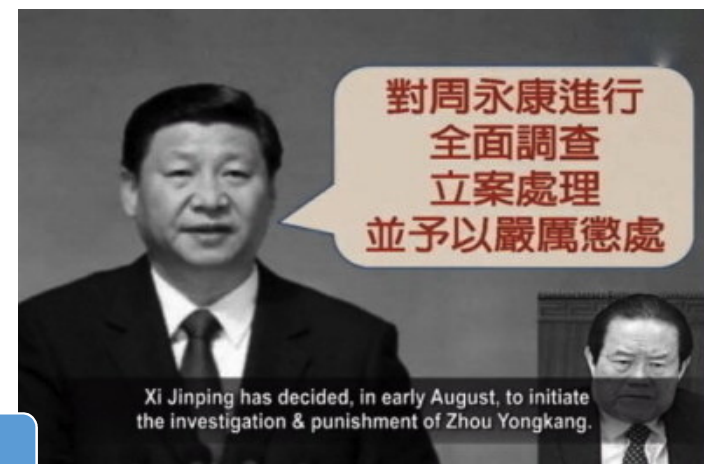 對周永康進行
全面調查
立案處理
並予以嚴厲懲處
Xi Jinping has decided, in early August, to initiate
the investigation & punishment of Zhou Yongkang.